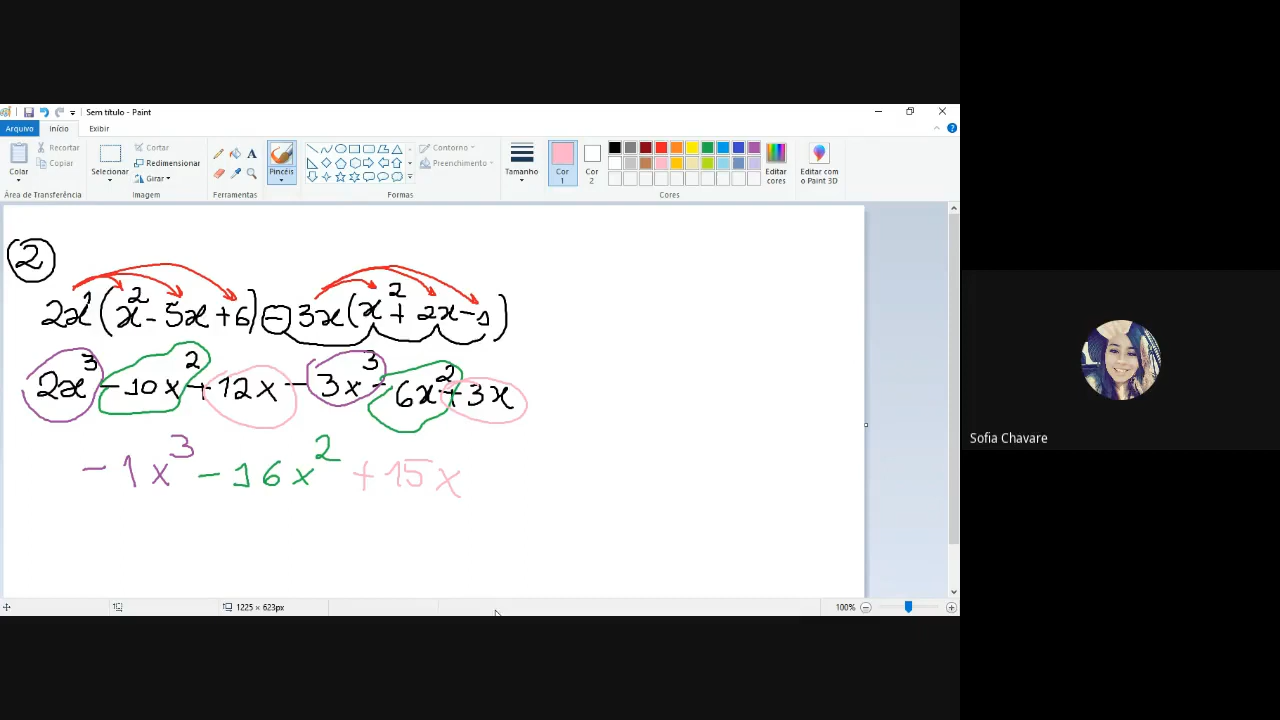 Sem título - Paint
Arquivo Início Exibir
Colar
Recortar
Copiar
Área de Transferência
Selecionar
Cortar
Redimensionar
Girar
Imagem
A
Ferramentas
Pincéis
Contorno
Preenchimento
Formas
Tamanho
Cor 1
Cor 2
Editar cores
Cores
Editar com o Paint 3D
2
2x¹(x² - 5x + 6) - 3x(x² + 2x - 1)
2x³ - 10x² + 12x - 3x³ - 6x² + 3x
- 1x³ - 16x² + 15x
Sofia Chavare
1225 × 623px
100%